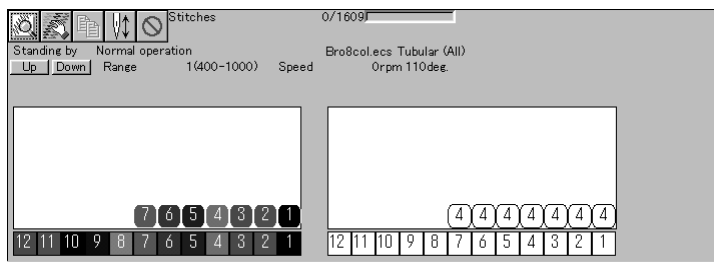 Stitches 0/1609
Standing by Normal operation Bro8col.ecs Tubular (All)
Up Down Range 1(400-1000) Speed 0rpm 110deg.
7 6 5 4 3 2 1 4 4 4 4 4 4 4
12 11 10 9 8 7 6 5 4 3 2 1 12 11 10 9 8 7 6 5 4 3 2 1